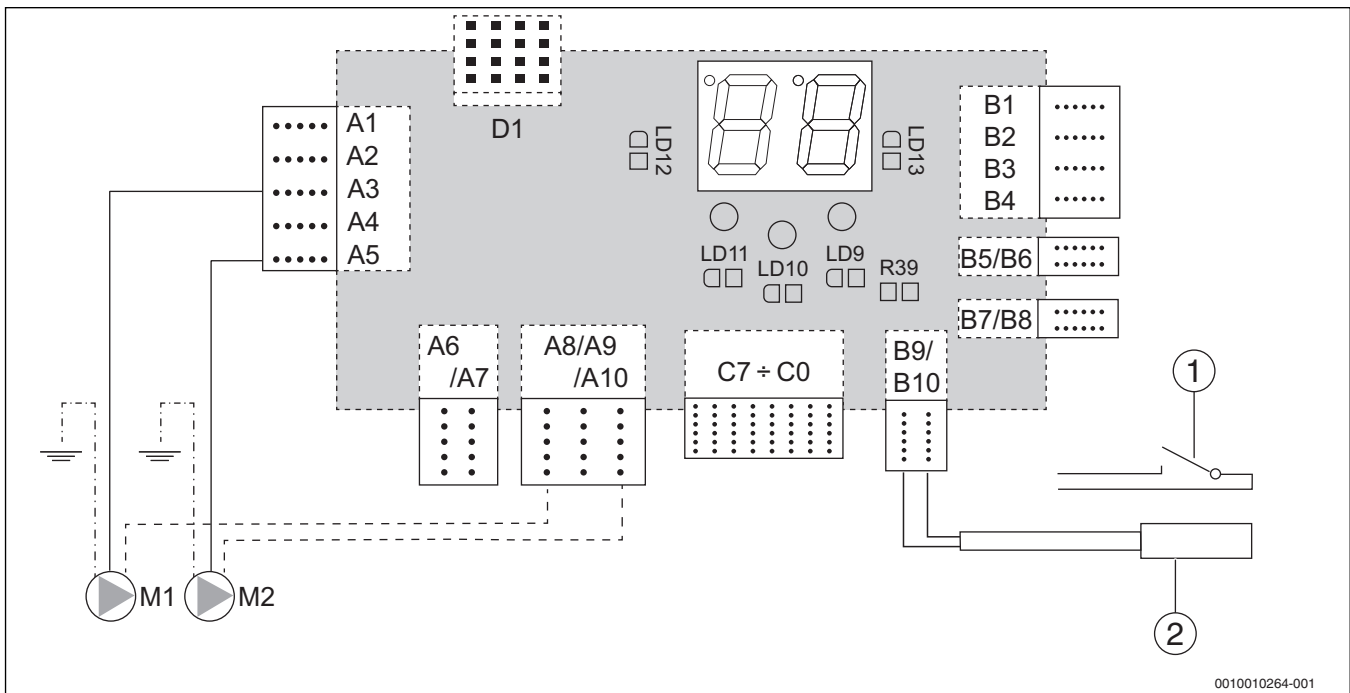 D1
A1
A2
A3
A4
A5
LD12
88
LD13
B1
B2
B3
B4
LD11
LD10
LD9
R39
B5/B6
B7/B8
A6
/A7
A8/A9
/A10
C7 ÷ C0
B9/
B10
1
M1
M2
2
0010010264-001